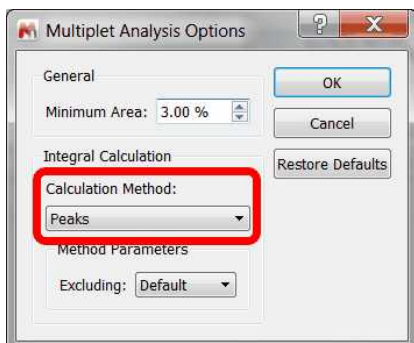 Multiplet Analysis Options
?
X
General
Minimum Area: 3.00 %
OK
Cancel
Restore Defaults
Integral Calculation
Calculation Method:
Peaks
Method Parameters
Excluding: Default